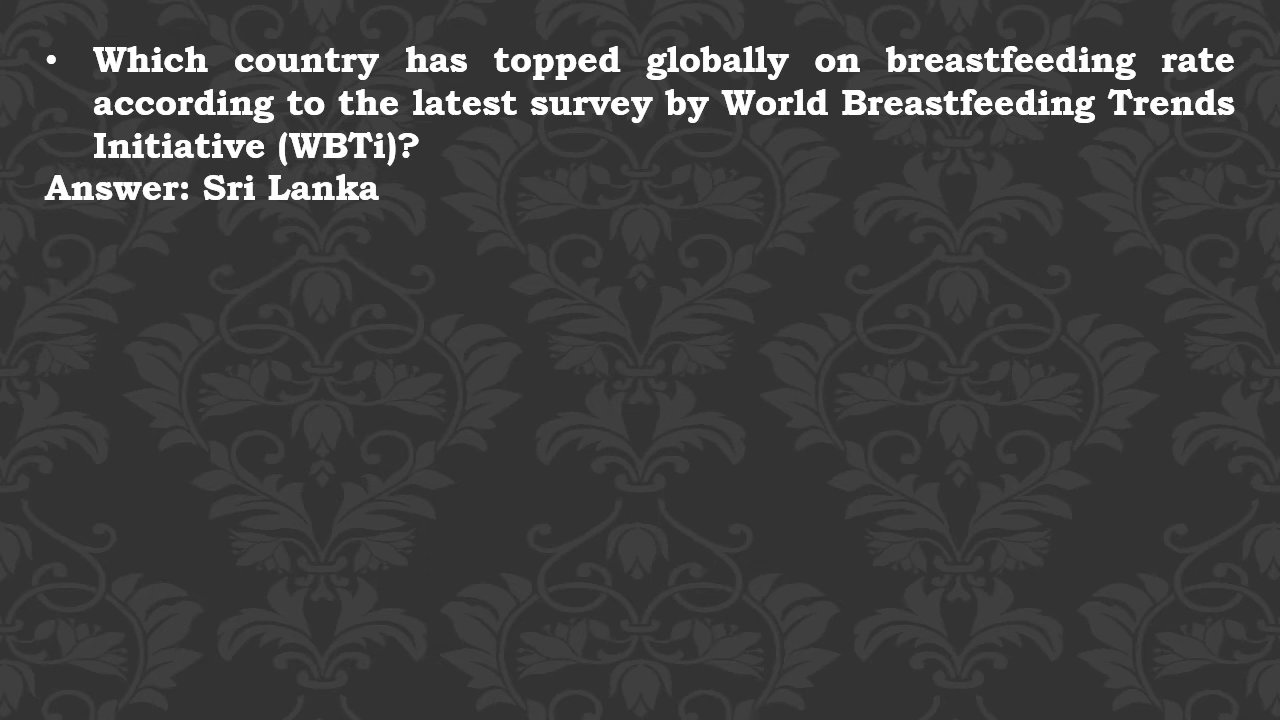 • Which country has topped globally on breastfeeding rate
according to the latest survey by World Breastfeeding Trends
Initiative (WBTi)?
Answer: Sri Lanka